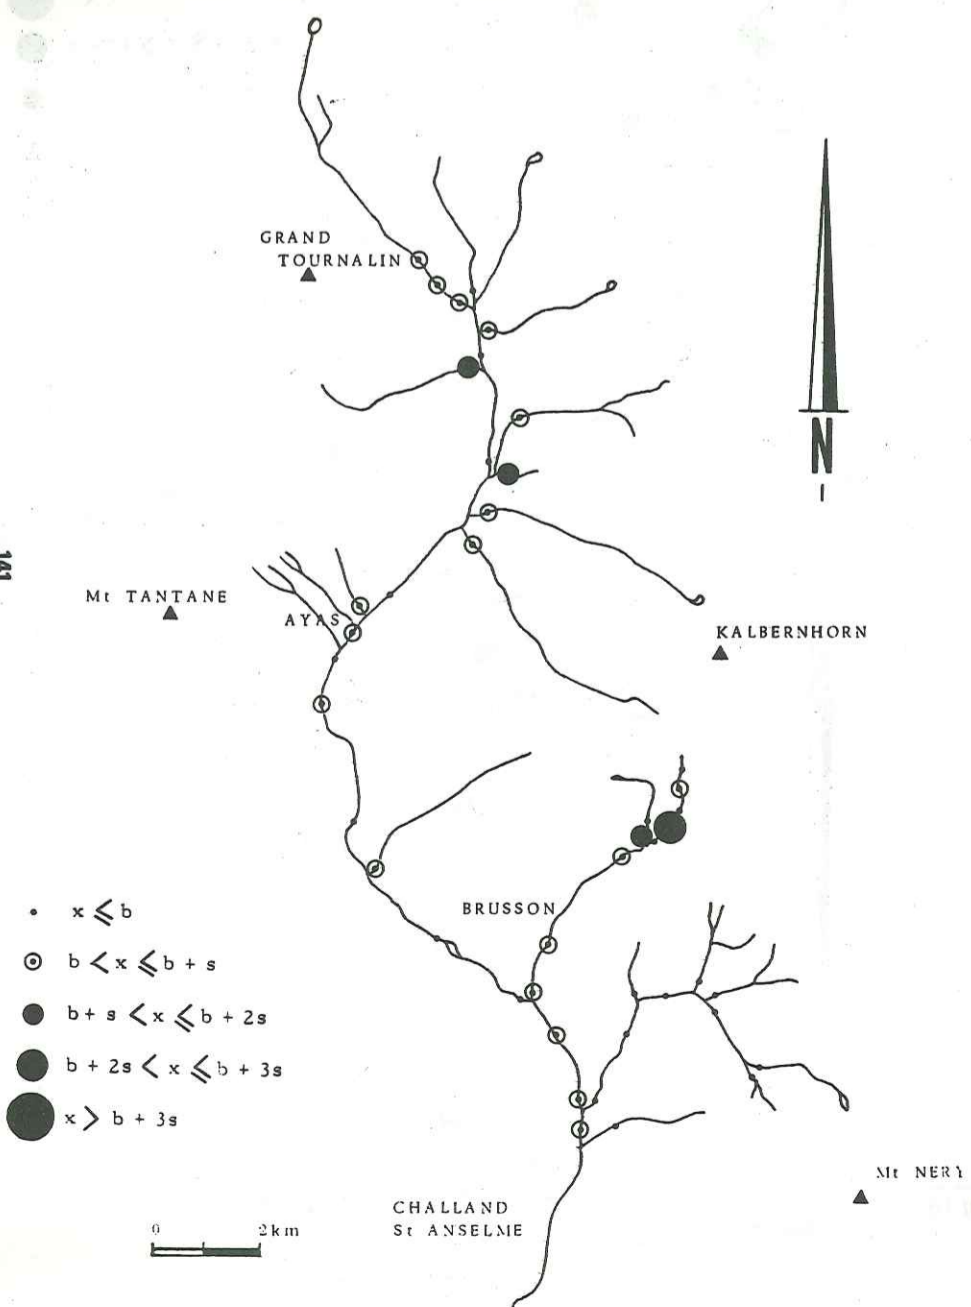 GRAND
TOURNALIN
N
141
Mt TANTANE
AYAS
KALBERNHORN
BRUSSON
x ⩽ b
b < x ⩽ b + s
b + s < x ⩽ b + 2s
b + 2s < x ⩽ b + 3s
x > b + 3s
Mt NERY
CHALLAND
St ANSELME
0 2km